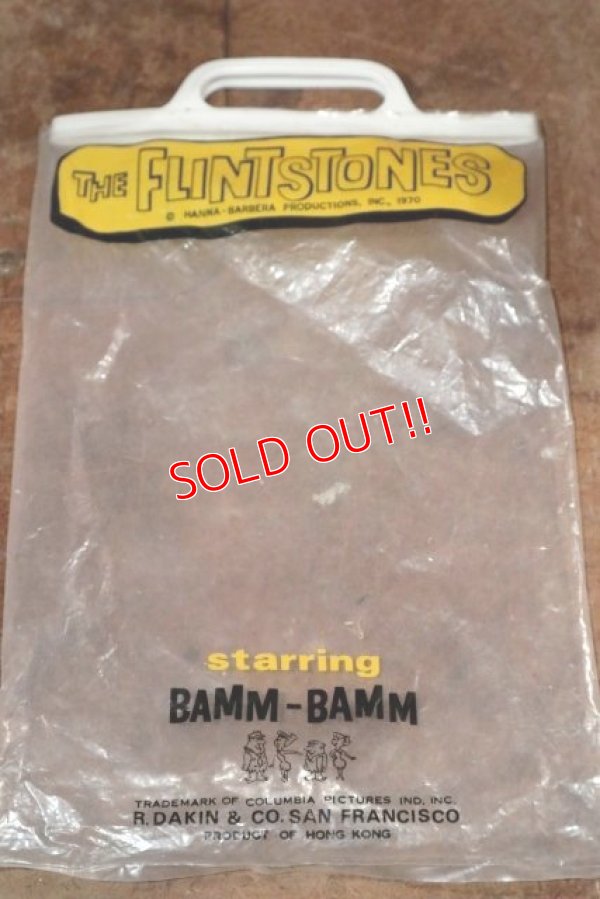 THE FLINTSTONES
© HANNA-BARBERA PRODUCTIONS, INC., 1970
SOLD OUT!!
starring
BAMM-BAMM
TRADEMARK OF COLUMBIA PICTURES IND. INC.
R. DAKIN & CO. SAN FRANCISCO
PRODUCT OF HONG KONG